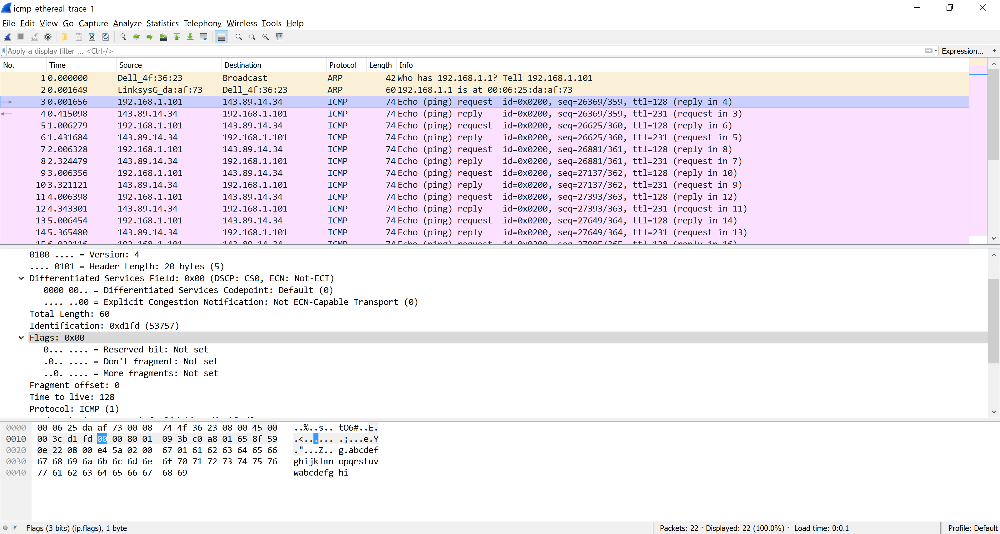 icmp-ethereal-trace-1
File Edit View Go Capture Analyze Statistics Telephony Wireless Tools Help
Apply a display filter ... <Ctrl-/> Expression... +
No. Time Source Destination Protocol Length Info
1 0.000000 Dell_4f:36:23 Broadcast ARP 42 Who has 192.168.1.1? Tell 192.168.1.101
2 0.001649 LinksysG_da:af:73 Dell_4f:36:23 ARP 60 192.168.1.1 is at 00:06:25:da:af:73
3 0.001656 192.168.1.101 143.89.14.34 ICMP 74 Echo (ping) request id=0x0200, seq=26369/359, ttl=128 (reply in 4)
4 0.415098 143.89.14.34 192.168.1.101 ICMP 74 Echo (ping) reply id=0x0200, seq=26369/359, ttl=231 (request in 3)
5 1.006279 192.168.1.101 143.89.14.34 ICMP 74 Echo (ping) request id=0x0200, seq=26625/360, ttl=128 (reply in 6)
6 1.431684 143.89.14.34 192.168.1.101 ICMP 74 Echo (ping) reply id=0x0200, seq=26625/360, ttl=231 (request in 5)
7 2.006328 192.168.1.101 143.89.14.34 ICMP 74 Echo (ping) request id=0x0200, seq=26881/361, ttl=128 (reply in 8)
8 2.324479 143.89.14.34 192.168.1.101 ICMP 74 Echo (ping) reply id=0x0200, seq=26881/361, ttl=231 (request in 7)
9 3.006356 192.168.1.101 143.89.14.34 ICMP 74 Echo (ping) request id=0x0200, seq=27137/362, ttl=128 (reply in 10)
10 3.321121 143.89.14.34 192.168.1.101 ICMP 74 Echo (ping) reply id=0x0200, seq=27137/362, ttl=231 (request in 9)
11 4.006398 192.168.1.101 143.89.14.34 ICMP 74 Echo (ping) request id=0x0200, seq=27393/363, ttl=128 (reply in 12)
12 4.343301 143.89.14.34 192.168.1.101 ICMP 74 Echo (ping) reply id=0x0200, seq=27393/363, ttl=231 (request in 11)
13 5.006454 192.168.1.101 143.89.14.34 ICMP 74 Echo (ping) request id=0x0200, seq=27649/364, ttl=128 (reply in 14)
14 5.365480 143.89.14.34 192.168.1.101 ICMP 74 Echo (ping) reply id=0x0200, seq=27649/364, ttl=231 (request in 13)
15 6.022116 192.168.1.101 143.89.14.34 ICMP 74 Echo (ping) request id=0x0200, seq=27905/365, ttl=128 (reply in 16)
0100 .... = Version: 4
.... 0101 = Header Length: 20 bytes (5)
Differentiated Services Field: 0x00 (DSCP: CS0, ECN: Not-ECT)
0000 00.. = Differentiated Services Codepoint: Default (0)
.... ..00 = Explicit Congestion Notification: Not ECN-Capable Transport (0)
Total Length: 60
Identification: 0xd1fd (53757)
Flags: 0x00
0... .... = Reserved bit: Not set
.0.. .... = Don't fragment: Not set
..0. .... = More fragments: Not set
Fragment offset: 0
Time to live: 128
Protocol: ICMP (1)
0000 00 06 25 da af 73 00 08 74 4f 36 23 08 00 45 00 ..%..s.. tO6#..E.
0010 00 3c d1 fd 00 00 80 01 09 3b c0 a8 01 65 8f 59 .<...... .;...e.Y
0020 0e 22 08 00 e4 5a 02 00 67 01 61 62 63 64 65 66 ."...Z.. g.abcdef
0030 67 68 69 6a 6b 6c 6d 6e 6f 70 71 72 73 74 75 76 ghijklmn opqrstuv
0040 77 61 62 63 64 65 66 67 68 69 wabcdefg hi
Flags (3 bits) (ip.flags), 1 byte Packets: 22 · Displayed: 22 (100.0%) · Load time: 0:0.1 Profile: Default